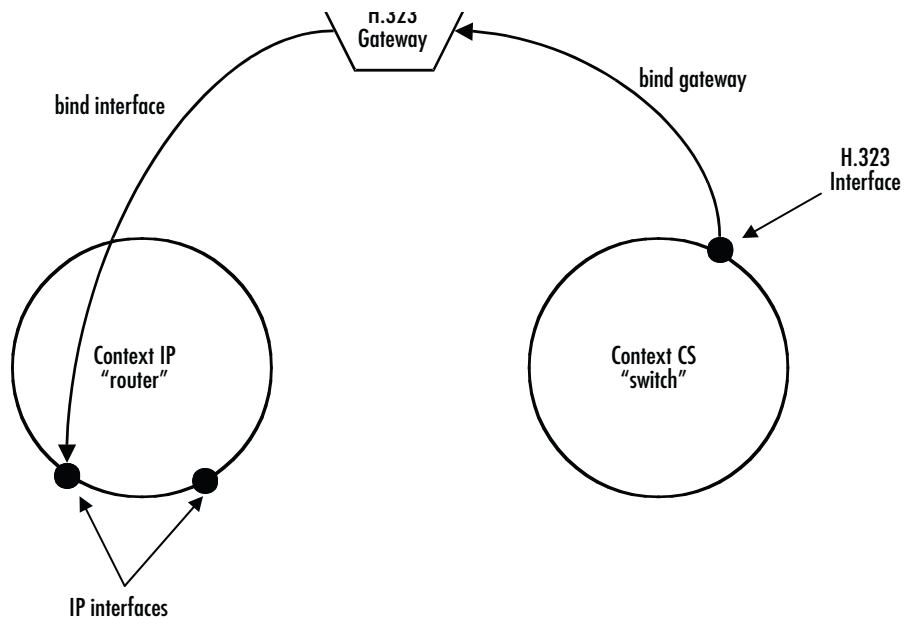 H.323
Gateway
bind interface
bind gateway
H.323
Interface
Context IP
“router”
Context CS
“switch”
IP interfaces